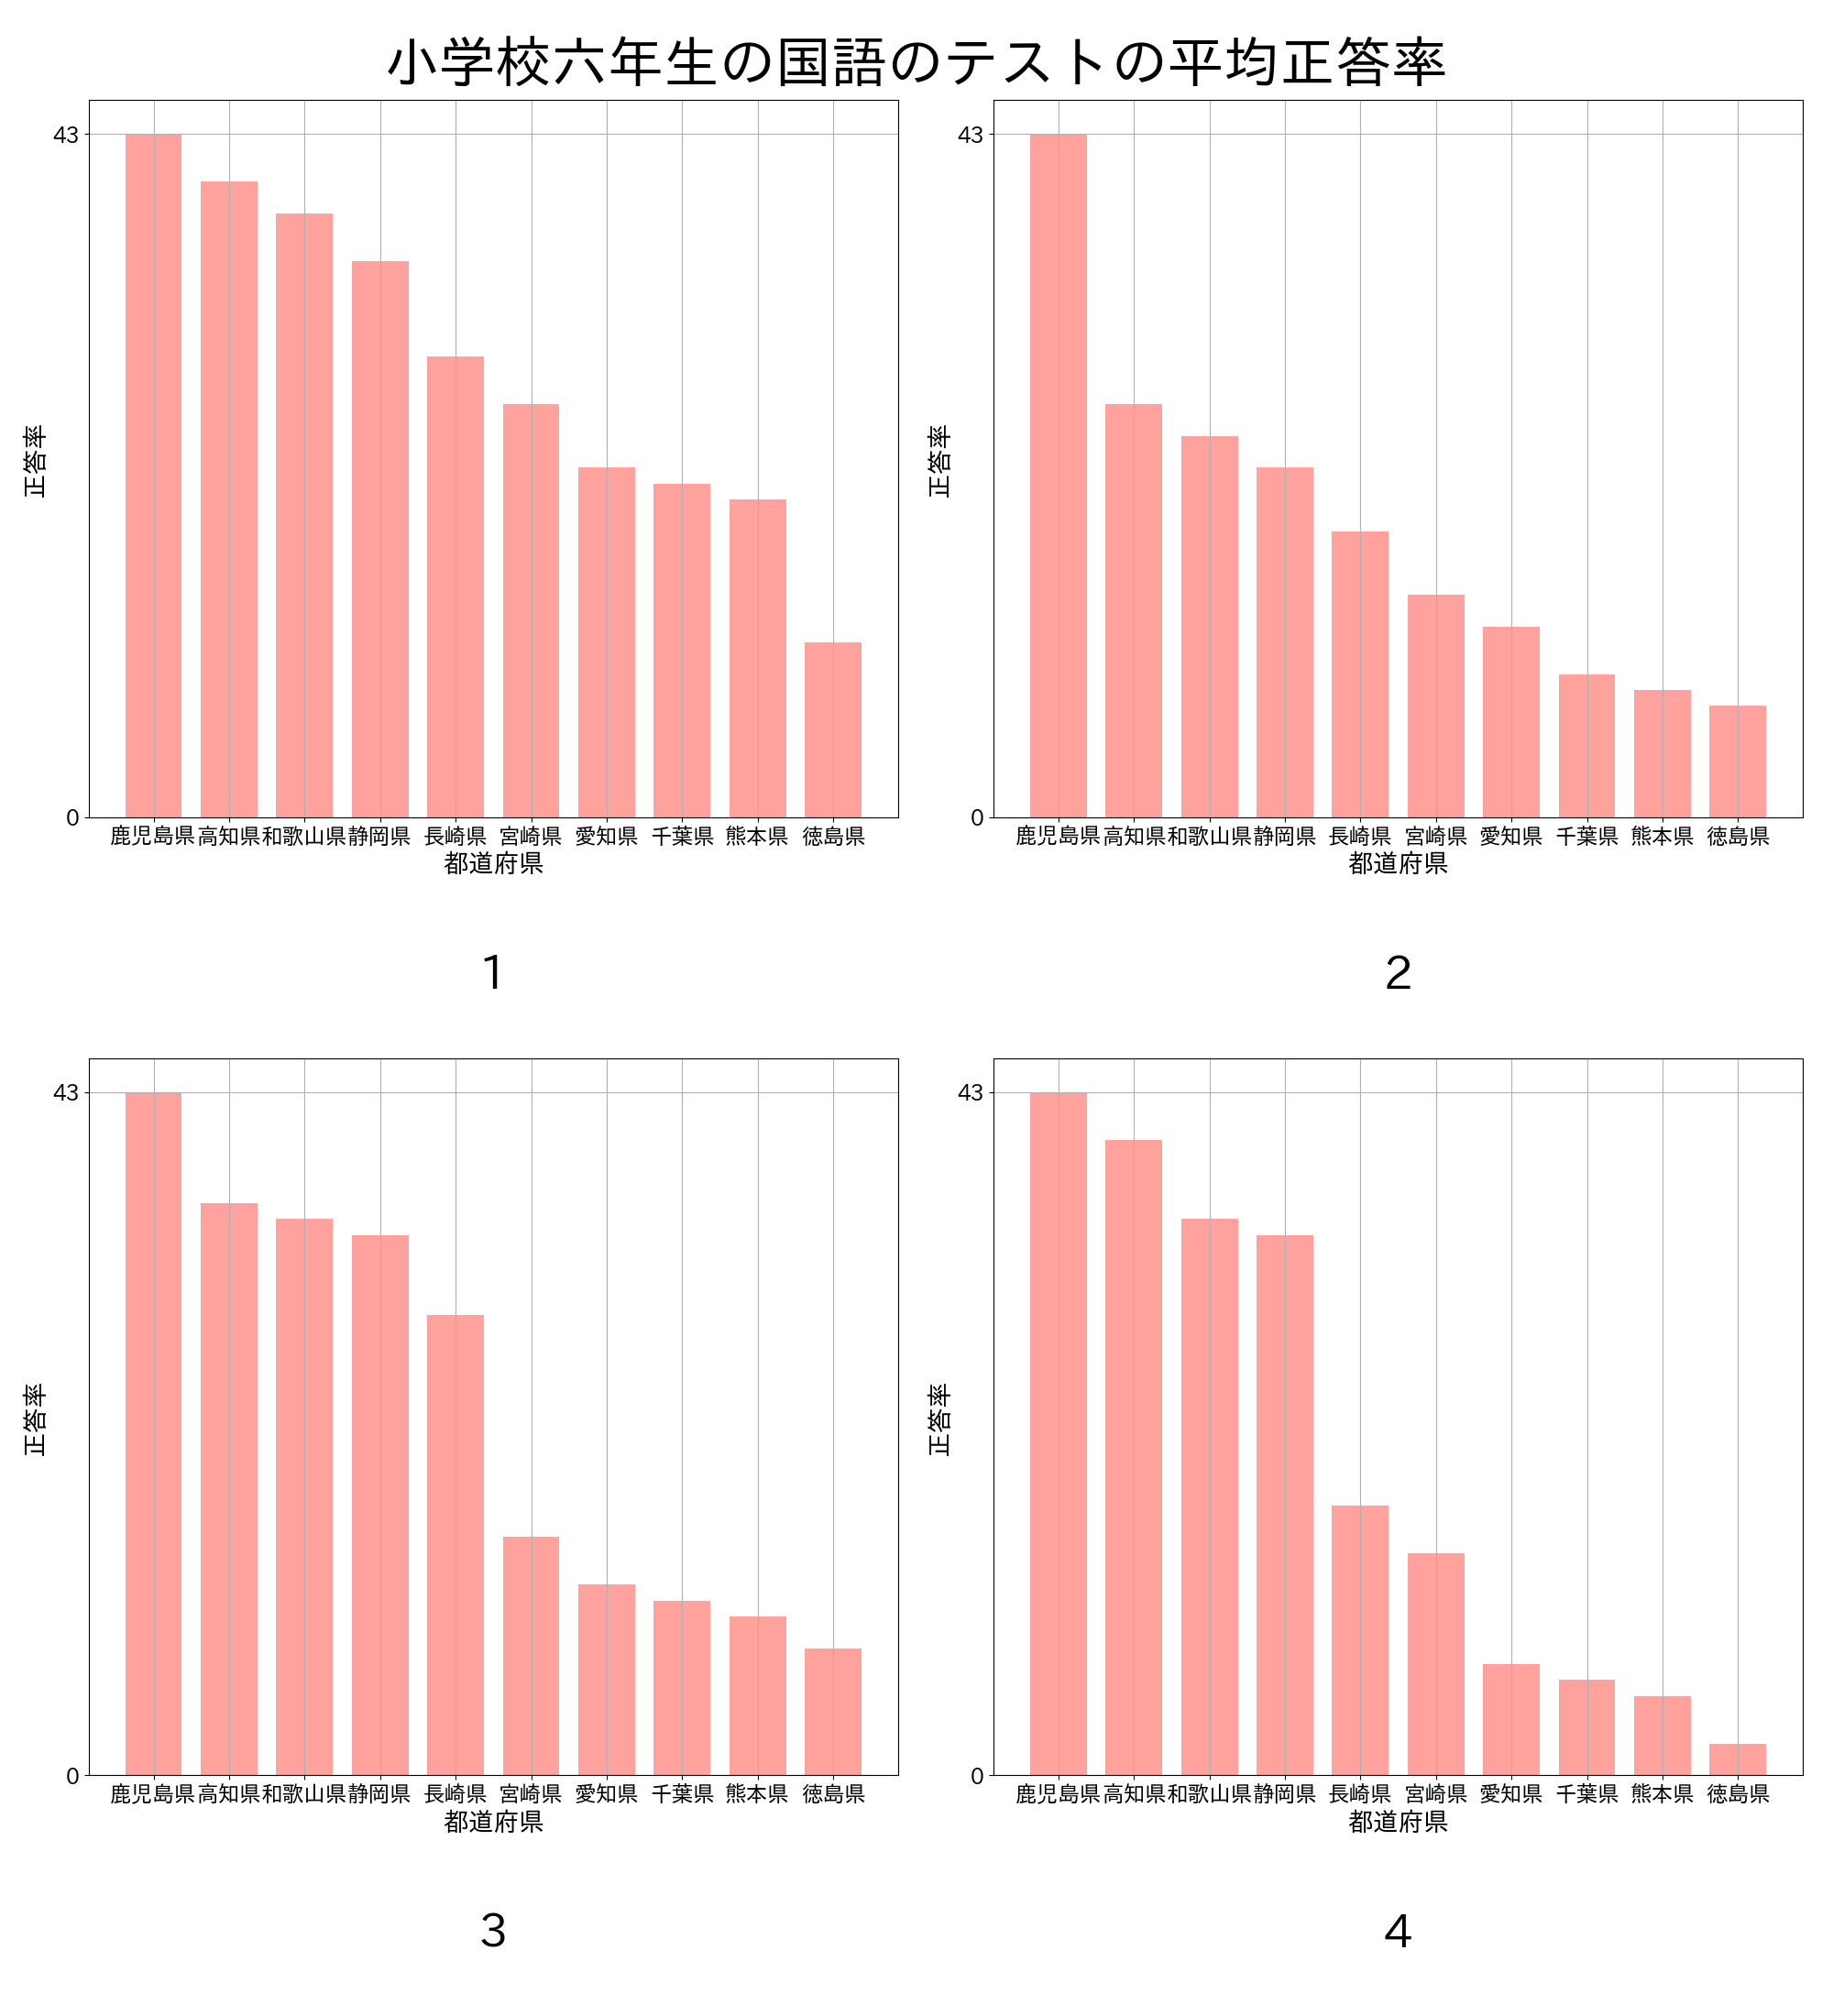 小学校六年生の国語のテストの平均正答率
43
0
正答率
鹿児島県 高知県 和歌山県 静岡県 長崎県 宮崎県 愛知県 千葉県 熊本県 徳島県
都道府県
1
43
0
正答率
鹿児島県 高知県 和歌山県 静岡県 長崎県 宮崎県 愛知県 千葉県 熊本県 徳島県
都道府県
2
43
0
正答率
鹿児島県 高知県 和歌山県 静岡県 長崎県 宮崎県 愛知県 千葉県 熊本県 徳島県
都道府県
3
43
0
正答率
鹿児島県 高知県 和歌山県 静岡県 長崎県 宮崎県 愛知県 千葉県 熊本県 徳島県
都道府県
4